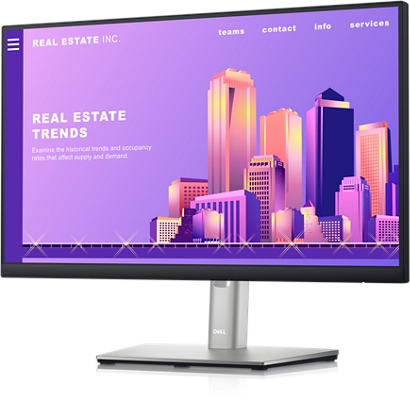 REAL ESTATE INC.
teams contact info services
REAL ESTATE
TRENDS
Examine the historical trends and occupancy
rates that affect supply and demand.
DELL